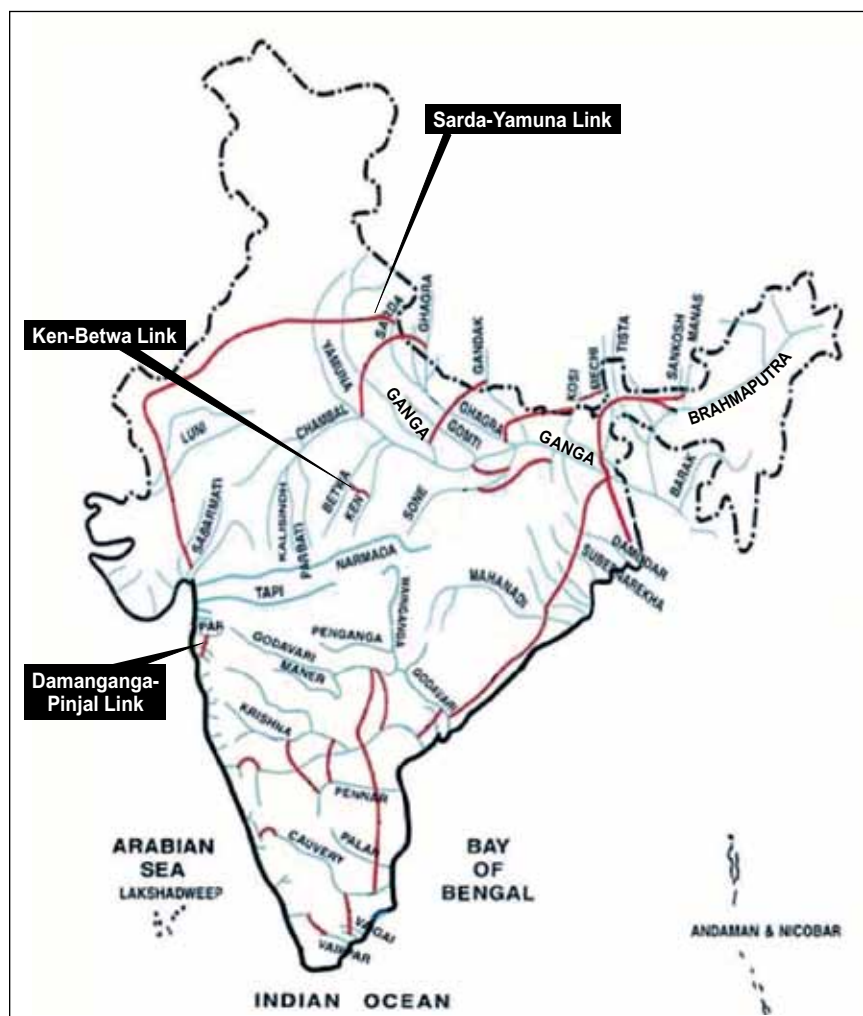 Sarda-Yamuna Link
Ken-Betwa Link
SARDA
GHAGRA
GANDAK
YAMUNA
GANGA
GHAGRA
GOMTI
KOSI
MECHI
TISTA
SANKOSH
MANAS
BRAHMAPUTRA
GANGA
BARAK
LUNI
CHAMBAL
SABARMATI
KALISINDH
PARBATI
BETWA
KEN
SONE
NARMADA
TAPI
DAMODAR
SUBERNAREKHA
MAHANADI
WAINGANGA
PAR
Damanganga-
Pinjal Link
GODAVARI
PENGANGA
MANER
GODAVARI
KRISHNA
PENNAR
PALAR
CAUVERY
VAIGAI
VAIPPAR
ARABIAN
SEA
LAKSHADWEEP
BAY
OF
BENGAL
ANDAMAN & NICOBAR
INDIAN OCEAN